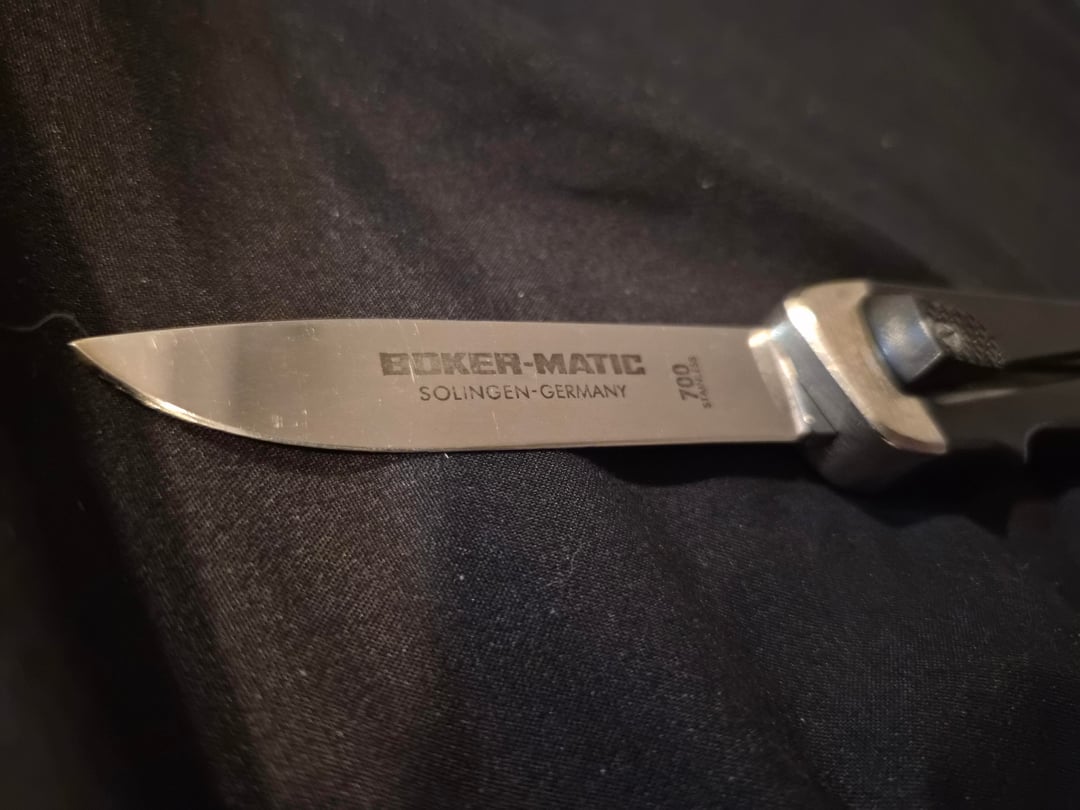 BOKER-MATIC
SOLINGEN-GERMANY
700
STAINLESS